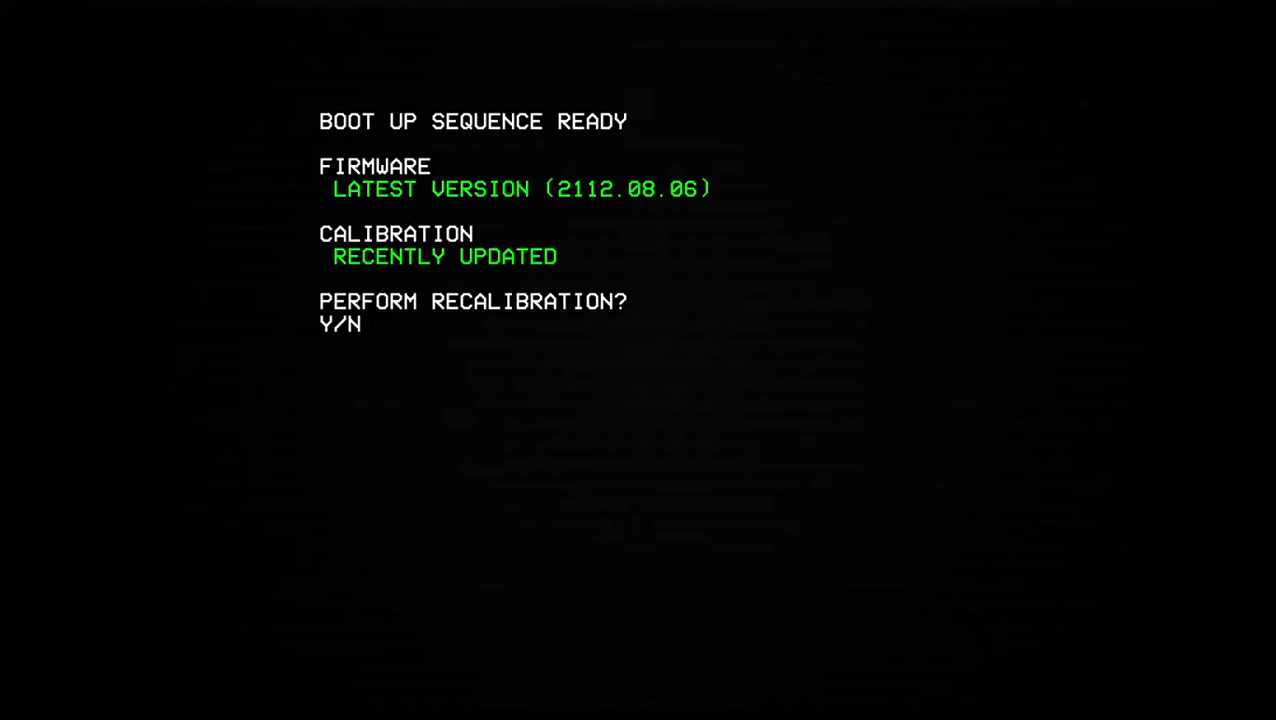 BOOT UP SEQUENCE READY
FIRMWARE
LATEST VERSION (2112.08.06)
CALIBRATION
RECENTLY UPDATED
PERFORM RECALIBRATION?
Y/N